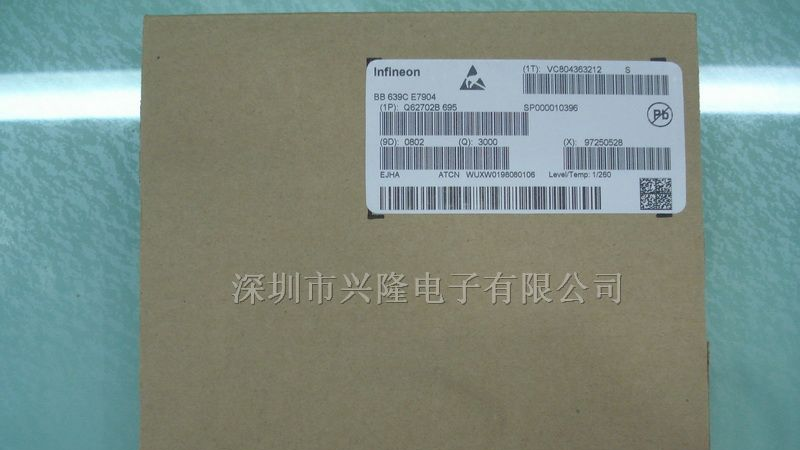 Infineon
(1T): VC804363212 S
BB 639C E7904
(1P): Q62702B 695 SP000010396
Pb
(9D): 0802 (Q): 3000 (X): 97250528
EJHA ATCN WUXW0198080106 Level/Temp: 1/260
深圳市兴隆电子有限公司